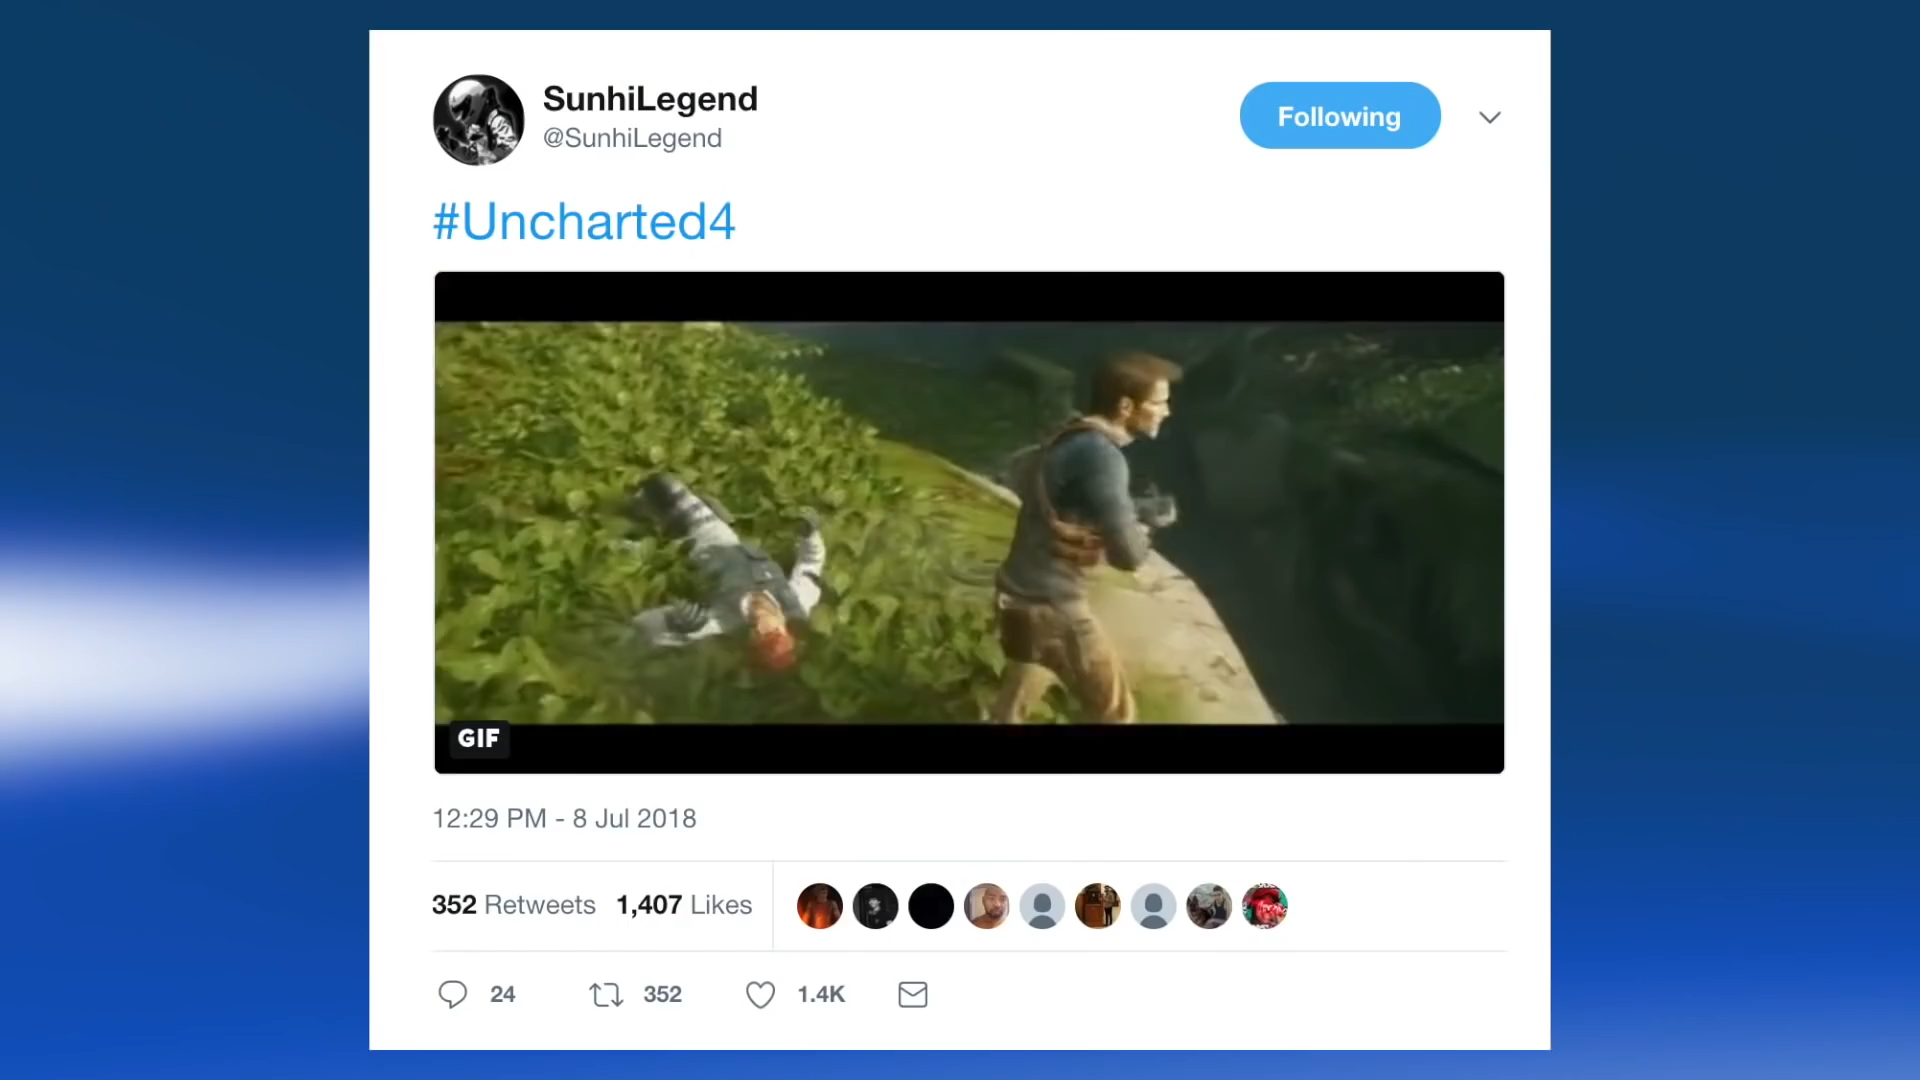 SunhiLegend
@SunhiLegend
Following
#Uncharted4
GIF
12:29 PM - 8 Jul 2018
352 Retweets 1,407 Likes
24 352 1.4K